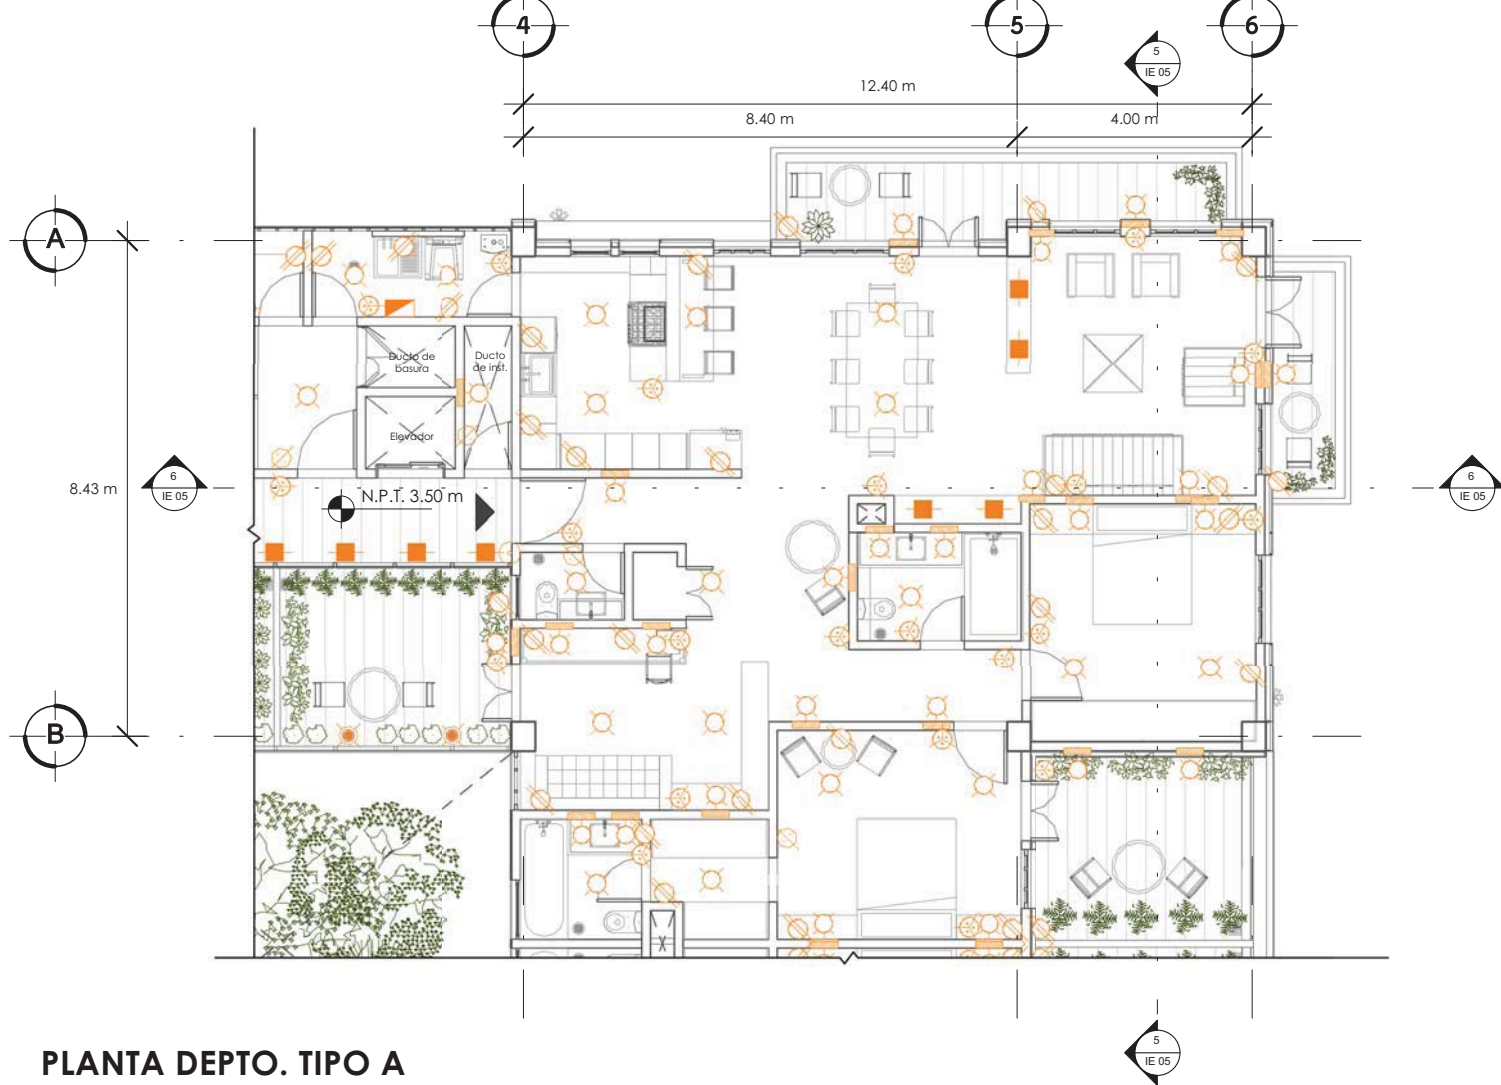 4
5
6
5
IE 05
12.40 m
8.40 m
4.00 m
A
Ducto de
basura
Ducto
de inst.
Elevador
6
IE 05
8.43 m
N.P.T. 3.50 m
6
IE 05
B
5
IE 05
PLANTA DEPTO. TIPO A